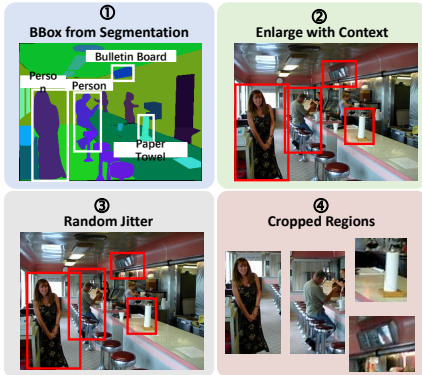 ①
BBox from Segmentation
Bulletin Board
Perso
n
Person
Paper
Towel
②
Enlarge with Context
③
Random Jitter
④
Cropped Regions